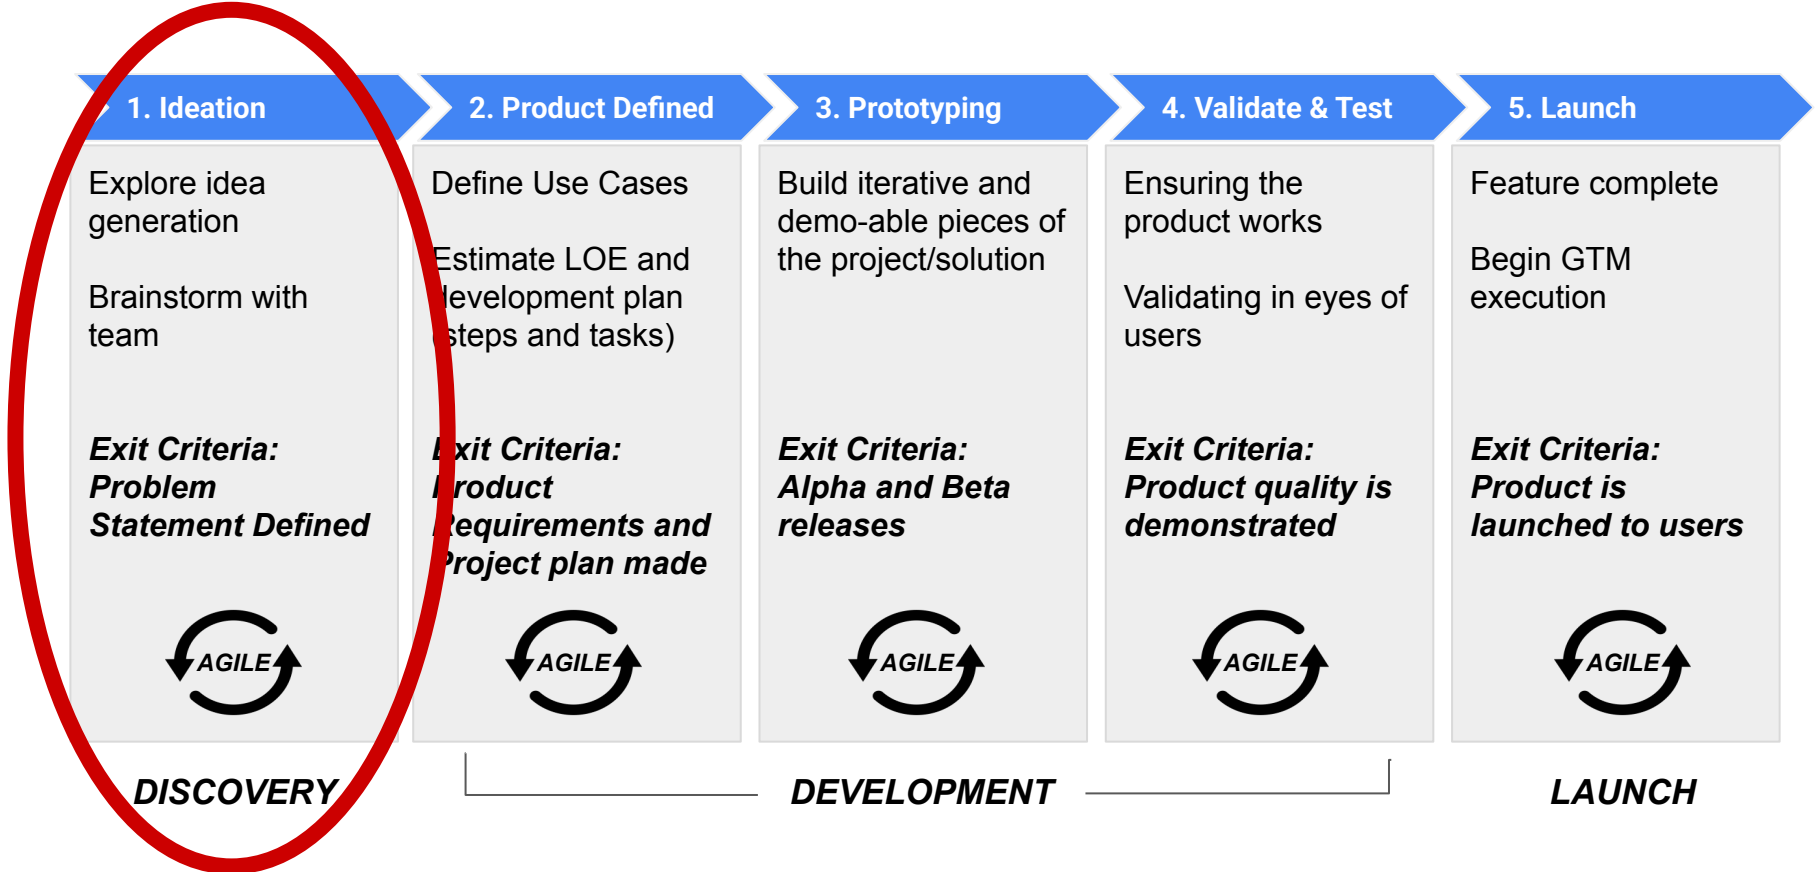 1. Ideation
Explore idea
generation
Brainstorm with
team
Exit Criteria:
Problem
Statement Defined
AGILE
2. Product Defined
Define Use Cases
Estimate LOE and
development plan
(steps and tasks)
Exit Criteria:
Product
Requirements and
Project plan made
AGILE
3. Prototyping
Build iterative and
demo-able pieces of
the project/solution
Exit Criteria:
Alpha and Beta
releases
AGILE
4. Validate & Test
Ensuring the
product works
Validating in eyes of
users
Exit Criteria:
Product quality is
demonstrated
AGILE
5. Launch
Feature complete
Begin GTM
execution
Exit Criteria:
Product is
launched to users
AGILE
DISCOVERY
DEVELOPMENT
LAUNCH